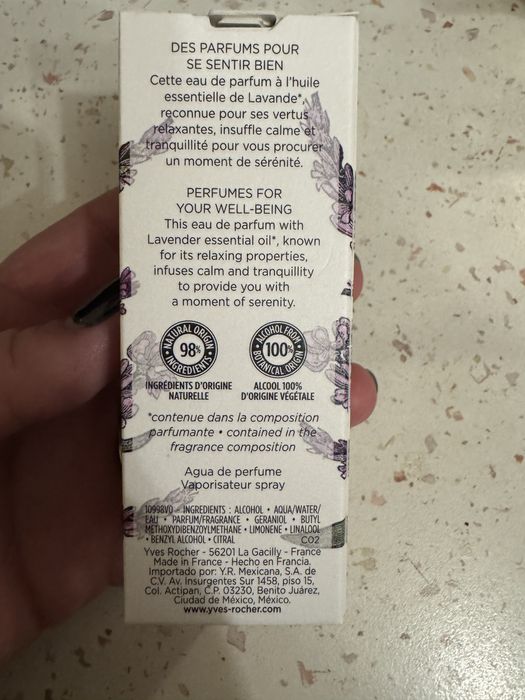 DES PARFUMS POUR
SE SENTIR BIEN
Cette eau de parfum à l'huile
essentielle de Lavande*,
reconnue pour ses vertus
relaxantes, insuffle calme et
tranquillité pour vous procurer
un moment de sérénité.
PERFUMES FOR
YOUR WELL-BEING
This eau de parfum with
Lavender essential oil*, known
for its relaxing properties,
infuses calm and tranquillity
to provide you with
a moment of serenity.
NATURAL ORIGIN
98%
INGREDIENTS
INGRÉDIENTS D'ORIGINE
NATURELLE
ALCOHOL FROM
100%
BOTANICAL ORIGIN
ALCOOL 100%
D'ORIGINE VÉGÉTALE
*contenue dans la composition
parfumante • contained in the
fragrance composition
Agua de perfume
Vaporisateur spray
10998V0 - INGREDIENTS : ALCOHOL • AQUA/WATER/
EAU • PARFUM/FRAGRANCE • GERANIOL • BUTYL
METHOXYDIBENZOYLMETHANE • LIMONENE • LINALOOL
• BENZYL ALCOHOL • CITRAL C02
Yves Rocher - 56201 La Gacilly - France
Made in France - Hecho en Francia.
Importado por: Y.R. Mexicana, S.A. de
C.V. Av. Insurgentes Sur 1458, piso 15,
Col. Actipan, C.P. 03230, Benito Juárez,
Ciudad de México, México.
www.yves-rocher.com